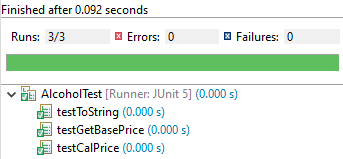 Finished after 0.092 seconds
Runs: 3/3 Errors: 0 Failures: 0
AlcoholTest [Runner: JUnit 5] (0.000 s)
testToString (0.000 s)
testGetBasePrice (0.000 s)
testCalPrice (0.000 s)